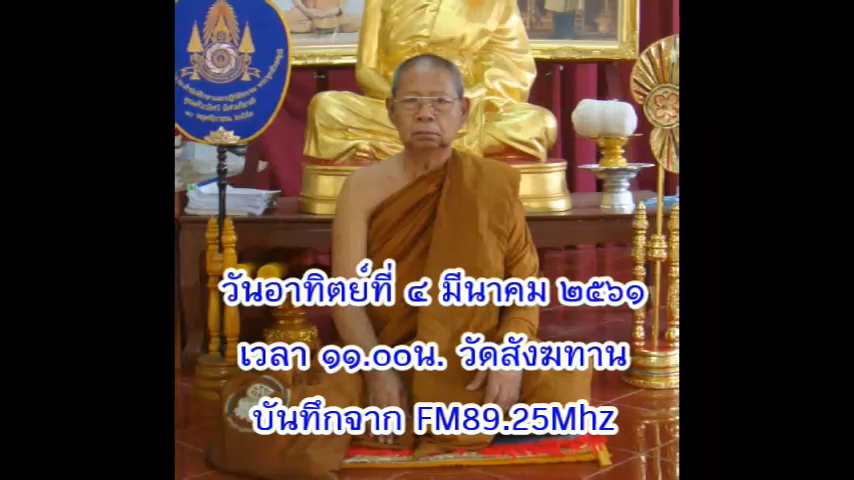 วันอาทิตย์ที่ ๔ มีนาคม ๒๕๖๑
เวลา ๑๑.๐๐น. วัดสังฆทาน
บันทึกจาก FM89.25Mhz